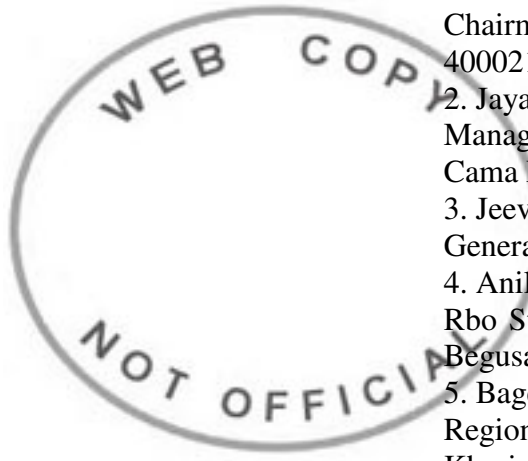 WEB COPY
NOT OFFICIAL
Chairm
40002
2. Jaya
Manag
Cama
3. Jeev
Genera
4. Anil
Rbo S
Begusa
5. Bag
Region